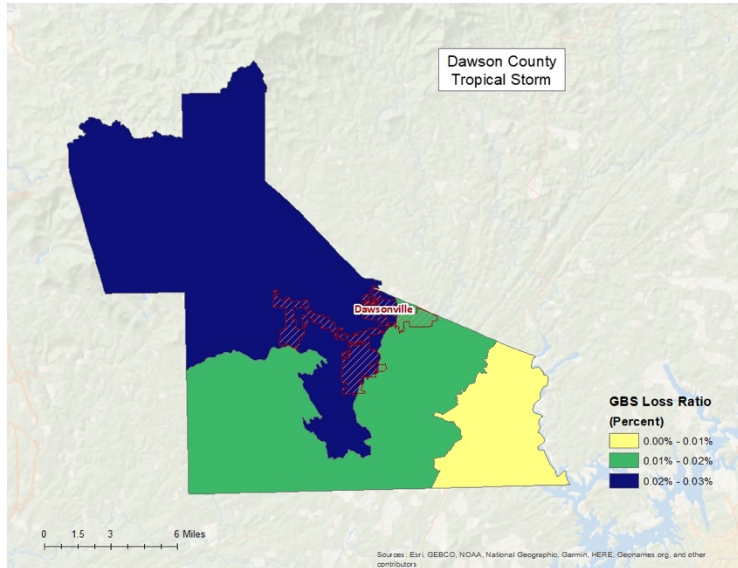 Dawson County
Tropical Storm
Dawsonville
GBS Loss Ratio
(Percent)
0.00% - 0.01%
0.01% - 0.02%
0.02% - 0.03%
0 1.5 3 6 Miles
Sources: Esri, GEBCO, NOAA, National Geographic, Garmin, HERE, Geonames.org, and other
contributors